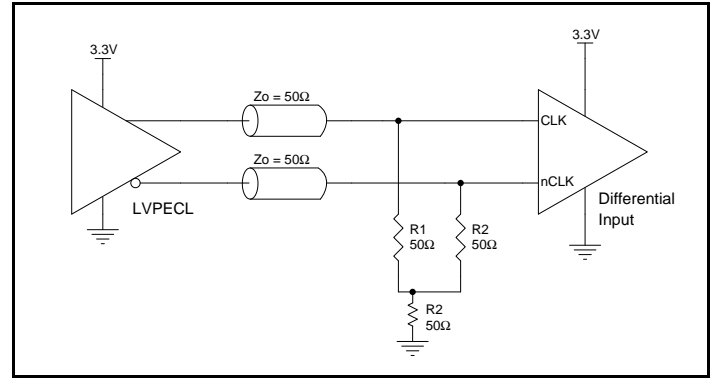 3.3V
3.3V
Zo = 50Ω
CLK
Zo = 50Ω
nCLK
LVPECL
Differential
Input
R1
50Ω
R2
50Ω
R2
50Ω